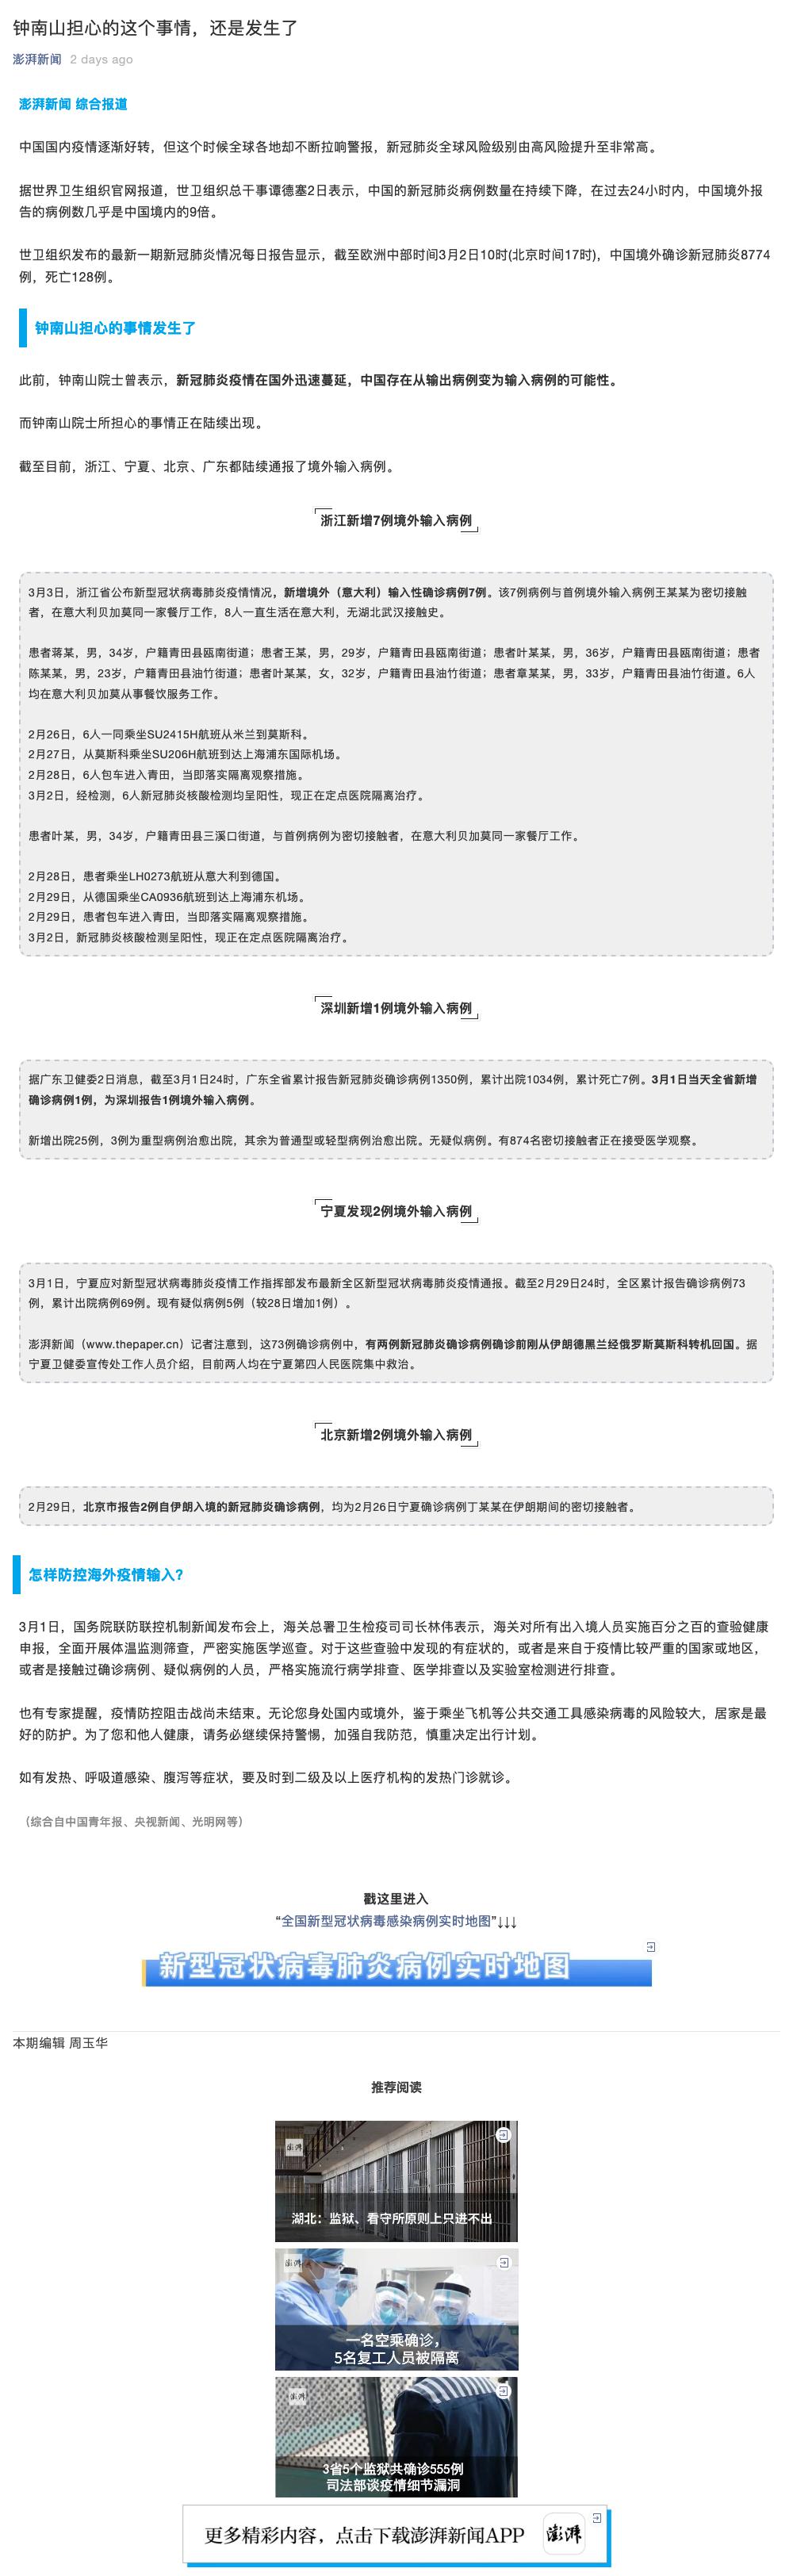 钟南山担心的这个事情，还是发生了
澎湃新闻 2 days ago
澎湃新闻 综合报道
中国国内疫情逐渐好转，但这个时候全球各地却不断拉响警报，新冠肺炎全球风险级别由高风险提升至非常高。
据世界卫生组织官网报道，世卫组织总干事谭德塞2日表示，中国的新冠肺炎病例数量在持续下降，在过去24小时内，中国境外报
告的病例数几乎是中国境内的9倍。
世卫组织发布的最新一期新冠肺炎情况每日报告显示，截至欧洲中部时间3月2日10时(北京时间17时)，中国境外确诊新冠肺炎8774
例，死亡128例。
钟南山担心的事情发生了
此前，钟南山院士曾表示，新冠肺炎疫情在国外迅速蔓延，中国存在从输出病例变为输入病例的可能性。
而钟南山院士所担心的事情正在陆续出现。
截至目前，浙江、宁夏、北京、广东都陆续通报了境外输入病例。
浙江新增7例境外输入病例
3月3日，浙江省公布新型冠状病毒肺炎疫情情况，新增境外（意大利）输入性确诊病例7例。该7例病例与首例境外输入病例王某某为密切接触
者，在意大利贝加莫同一家餐厅工作，8人一直生活在意大利，无湖北武汉接触史。
患者蒋某，男，34岁，户籍青田县瓯南街道；患者王某，男，29岁，户籍青田县瓯南街道；患者叶某某，男，36岁，户籍青田县瓯南街道；患者
陈某某，男，23岁，户籍青田县油竹街道；患者叶某某，女，32岁，户籍青田县油竹街道；患者章某某，男，33岁，户籍青田县油竹街道。6人
均在意大利贝加莫从事餐饮服务工作。
2月26日，6人一同乘坐SU2415H航班从米兰到莫斯科。
2月27日，从莫斯科乘坐SU206H航班到达上海浦东国际机场。
2月28日，6人包车进入青田，当即落实隔离观察措施。
3月2日，经检测，6人新冠肺炎核酸检测均呈阳性，现正在定点医院隔离治疗。
患者叶某，男，34岁，户籍青田县三溪口街道，与首例病例为密切接触者，在意大利贝加莫同一家餐厅工作。
2月28日，患者乘坐LH0273航班从意大利到德国。
2月29日，从德国乘坐CA0936航班到达上海浦东机场。
2月29日，患者包车进入青田，当即落实隔离观察措施。
3月2日，新冠肺炎核酸检测呈阳性，现正在定点医院隔离治疗。
深圳新增1例境外输入病例
据广东卫健委2日消息，截至3月1日24时，广东全省累计报告新冠肺炎确诊病例1350例，累计出院1034例，累计死亡7例。3月1日当天全省新增
确诊病例1例，为深圳报告1例境外输入病例。
新增出院25例，3例为重型病例治愈出院，其余为普通型或轻型病例治愈出院。无疑似病例。有874名密切接触者正在接受医学观察。
宁夏发现2例境外输入病例
3月1日，宁夏应对新型冠状病毒肺炎疫情工作指挥部发布最新全区新型冠状病毒肺炎疫情通报。截至2月29日24时，全区累计报告确诊病例73
例，累计出院病例69例。现有疑似病例5例（较28日增加1例）。
澎湃新闻（www.thepaper.cn）记者注意到，这73例确诊病例中，有两例新冠肺炎确诊病例确诊前刚从伊朗德黑兰经俄罗斯莫斯科转机回国。据
宁夏卫健委宣传处工作人员介绍，目前两人均在宁夏第四人民医院集中救治。
北京新增2例境外输入病例
2月29日，北京市报告2例自伊朗入境的新冠肺炎确诊病例，均为2月26日宁夏确诊病例丁某某在伊朗期间的密切接触者。
怎样防控海外疫情输入？
3月1日，国务院联防联控机制新闻发布会上，海关总署卫生检疫司司长林伟表示，海关对所有出入境人员实施百分之百的查验健康
申报，全面开展体温监测筛查，严密实施医学巡查。对于这些查验中发现的有症状的，或者是来自于疫情比较严重的国家或地区，
或者是接触过确诊病例、疑似病例的人员，严格实施流行病学排查、医学排查以及实验室检测进行排查。
也有专家提醒，疫情防控阻击战尚未结束。无论您身处国内或境外，鉴于乘坐飞机等公共交通工具感染病毒的风险较大，居家是最
好的防护。为了您和他人健康，请务必继续保持警惕，加强自我防范，慎重决定出行计划。
如有发热、呼吸道感染、腹泻等症状，要及时到二级及以上医疗机构的发热门诊就诊。
（综合自中国青年报、央视新闻、光明网等）
戳这里进入
“全国新型冠状病毒感染病例实时地图”↓↓↓
新型冠状病毒肺炎病例实时地图
本期编辑 周玉华
推荐阅读
澎湃
湖北：监狱、看守所原则上只进不出
澎湃
一名空乘确诊，
5名复工人员被隔离
澎湃
3省5个监狱共确诊555例
司法部谈疫情细节漏洞
更多精彩内容，点击下载澎湃新闻APP 澎湃